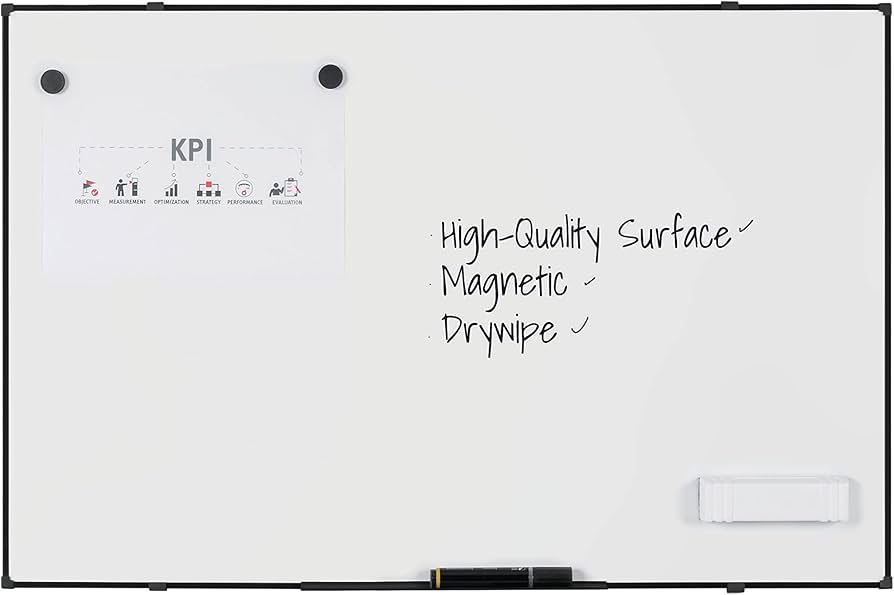 KPI
OBJECTIVE MEASUREMENT OPTIMIZATION STRATEGY PERFORMANCE EVALUATION
· High-Quality Surface ✓
· Magnetic ✓
· Drywipe ✓